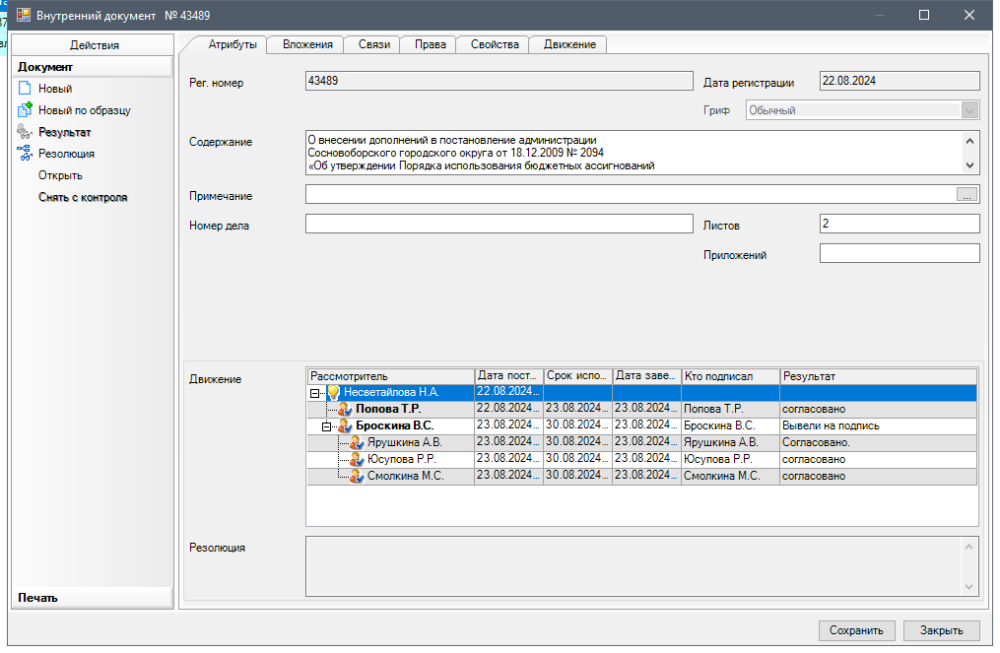 Внутренний документ № 43489
Действия
Документ
Новый
Новый по образцу
Результат
Резолюция
Открыть
Снять с контроля
Печать
Атрибуты Вложения Связи Права Свойства Движение
Рег. номер 43489 Дата регистрации 22.08.2024
Гриф Обычный
Содержание
О внесении дополнений в постановление администрации
Сосновоборского городского округа от 18.12.2009 № 2094
«Об утверждении Порядка использования бюджетных ассигнований
Примечание ...
Номер дела Листов 2
Приложений
Движение
Рассмотритель Дата пост... Срок испо... Дата заве... Кто подписал Результат
Несветайлова Н.А. 22.08.2024...
Попова Т.Р. 22.08.2024... 23.08.2024... 23.08.2024... Попова Т.Р. согласовано
Броскина В.С. 23.08.2024... 30.08.2024... 23.08.2024... Броскина В.С. Вывели на подпись
Ярушкина А.В. 23.08.2024... 30.08.2024... 23.08.2024... Ярушкина А.В. Согласовано.
Юсупова Р.Р. 23.08.2024... 30.08.2024... 23.08.2024... Юсупова Р.Р. согласовано
Смолкина М.С. 23.08.2024... 30.08.2024... 23.08.2024... Смолкина М.С. согласовано
Резолюция
Сохранить Закрыть